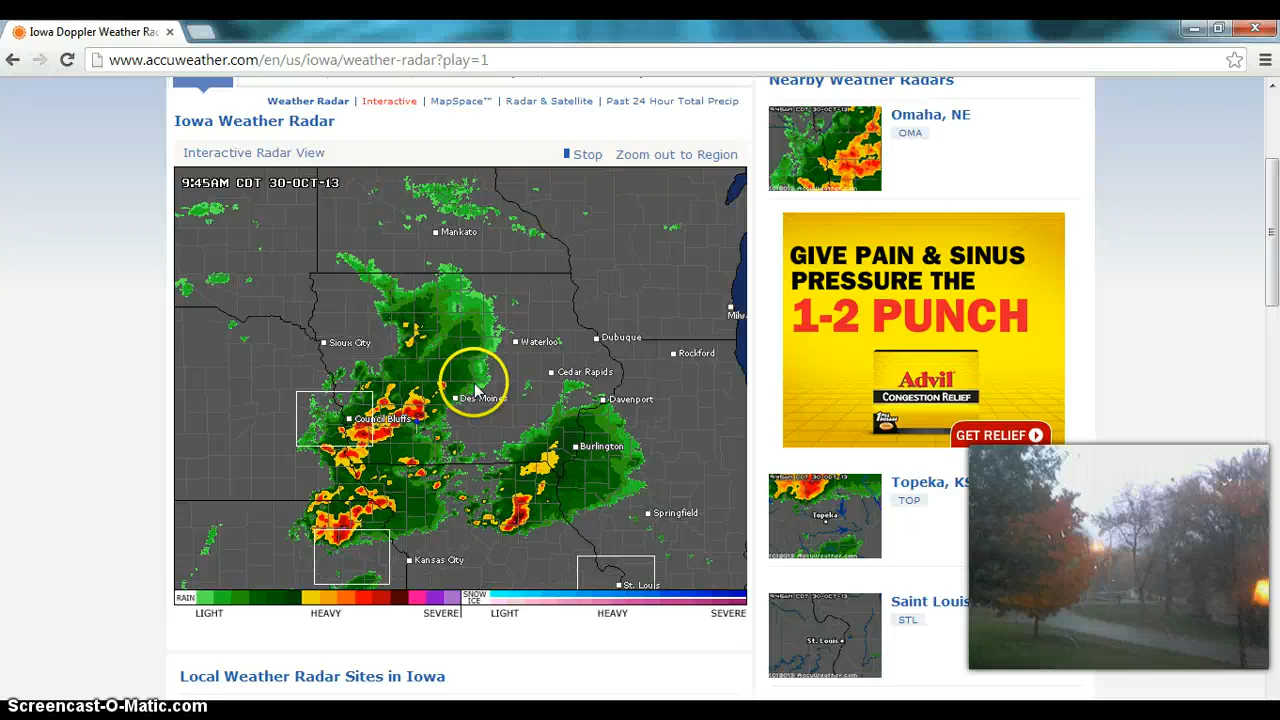 Iowa Doppler Weather Ra
www.accuweather.com/en/us/iowa/weather-radar?play=1
Weather Radar | Interactive | MapSpace™ | Radar & Satellite | Past 24 Hour Total Precip
Iowa Weather Radar
Interactive Radar View
Stop
Zoom out to Region
9:45AM CDT 30-OCT-13
Mankato
Sioux City
Waterloo
Dubuque
Milw
Rockford
Cedar Rapids
Des Moines
Davenport
Council Bluffs
Burlington
Springfield
Kansas City
St. Louis
RAIN
SNOW
ICE
LIGHT
HEAVY
SEVERE
LIGHT
HEAVY
SEVERE
Local Weather Radar Sites in Iowa
Nearby Weather Radars
Omaha, NE
OMA
GIVE PAIN & SINUS
PRESSURE THE
1-2 PUNCH
Advil
CONGESTION RELIEF
GET RELIEF
Topeka, KS
TOP
Topeka
Saint Louis
STL
St. Louis
Screencast-O-Matic.com